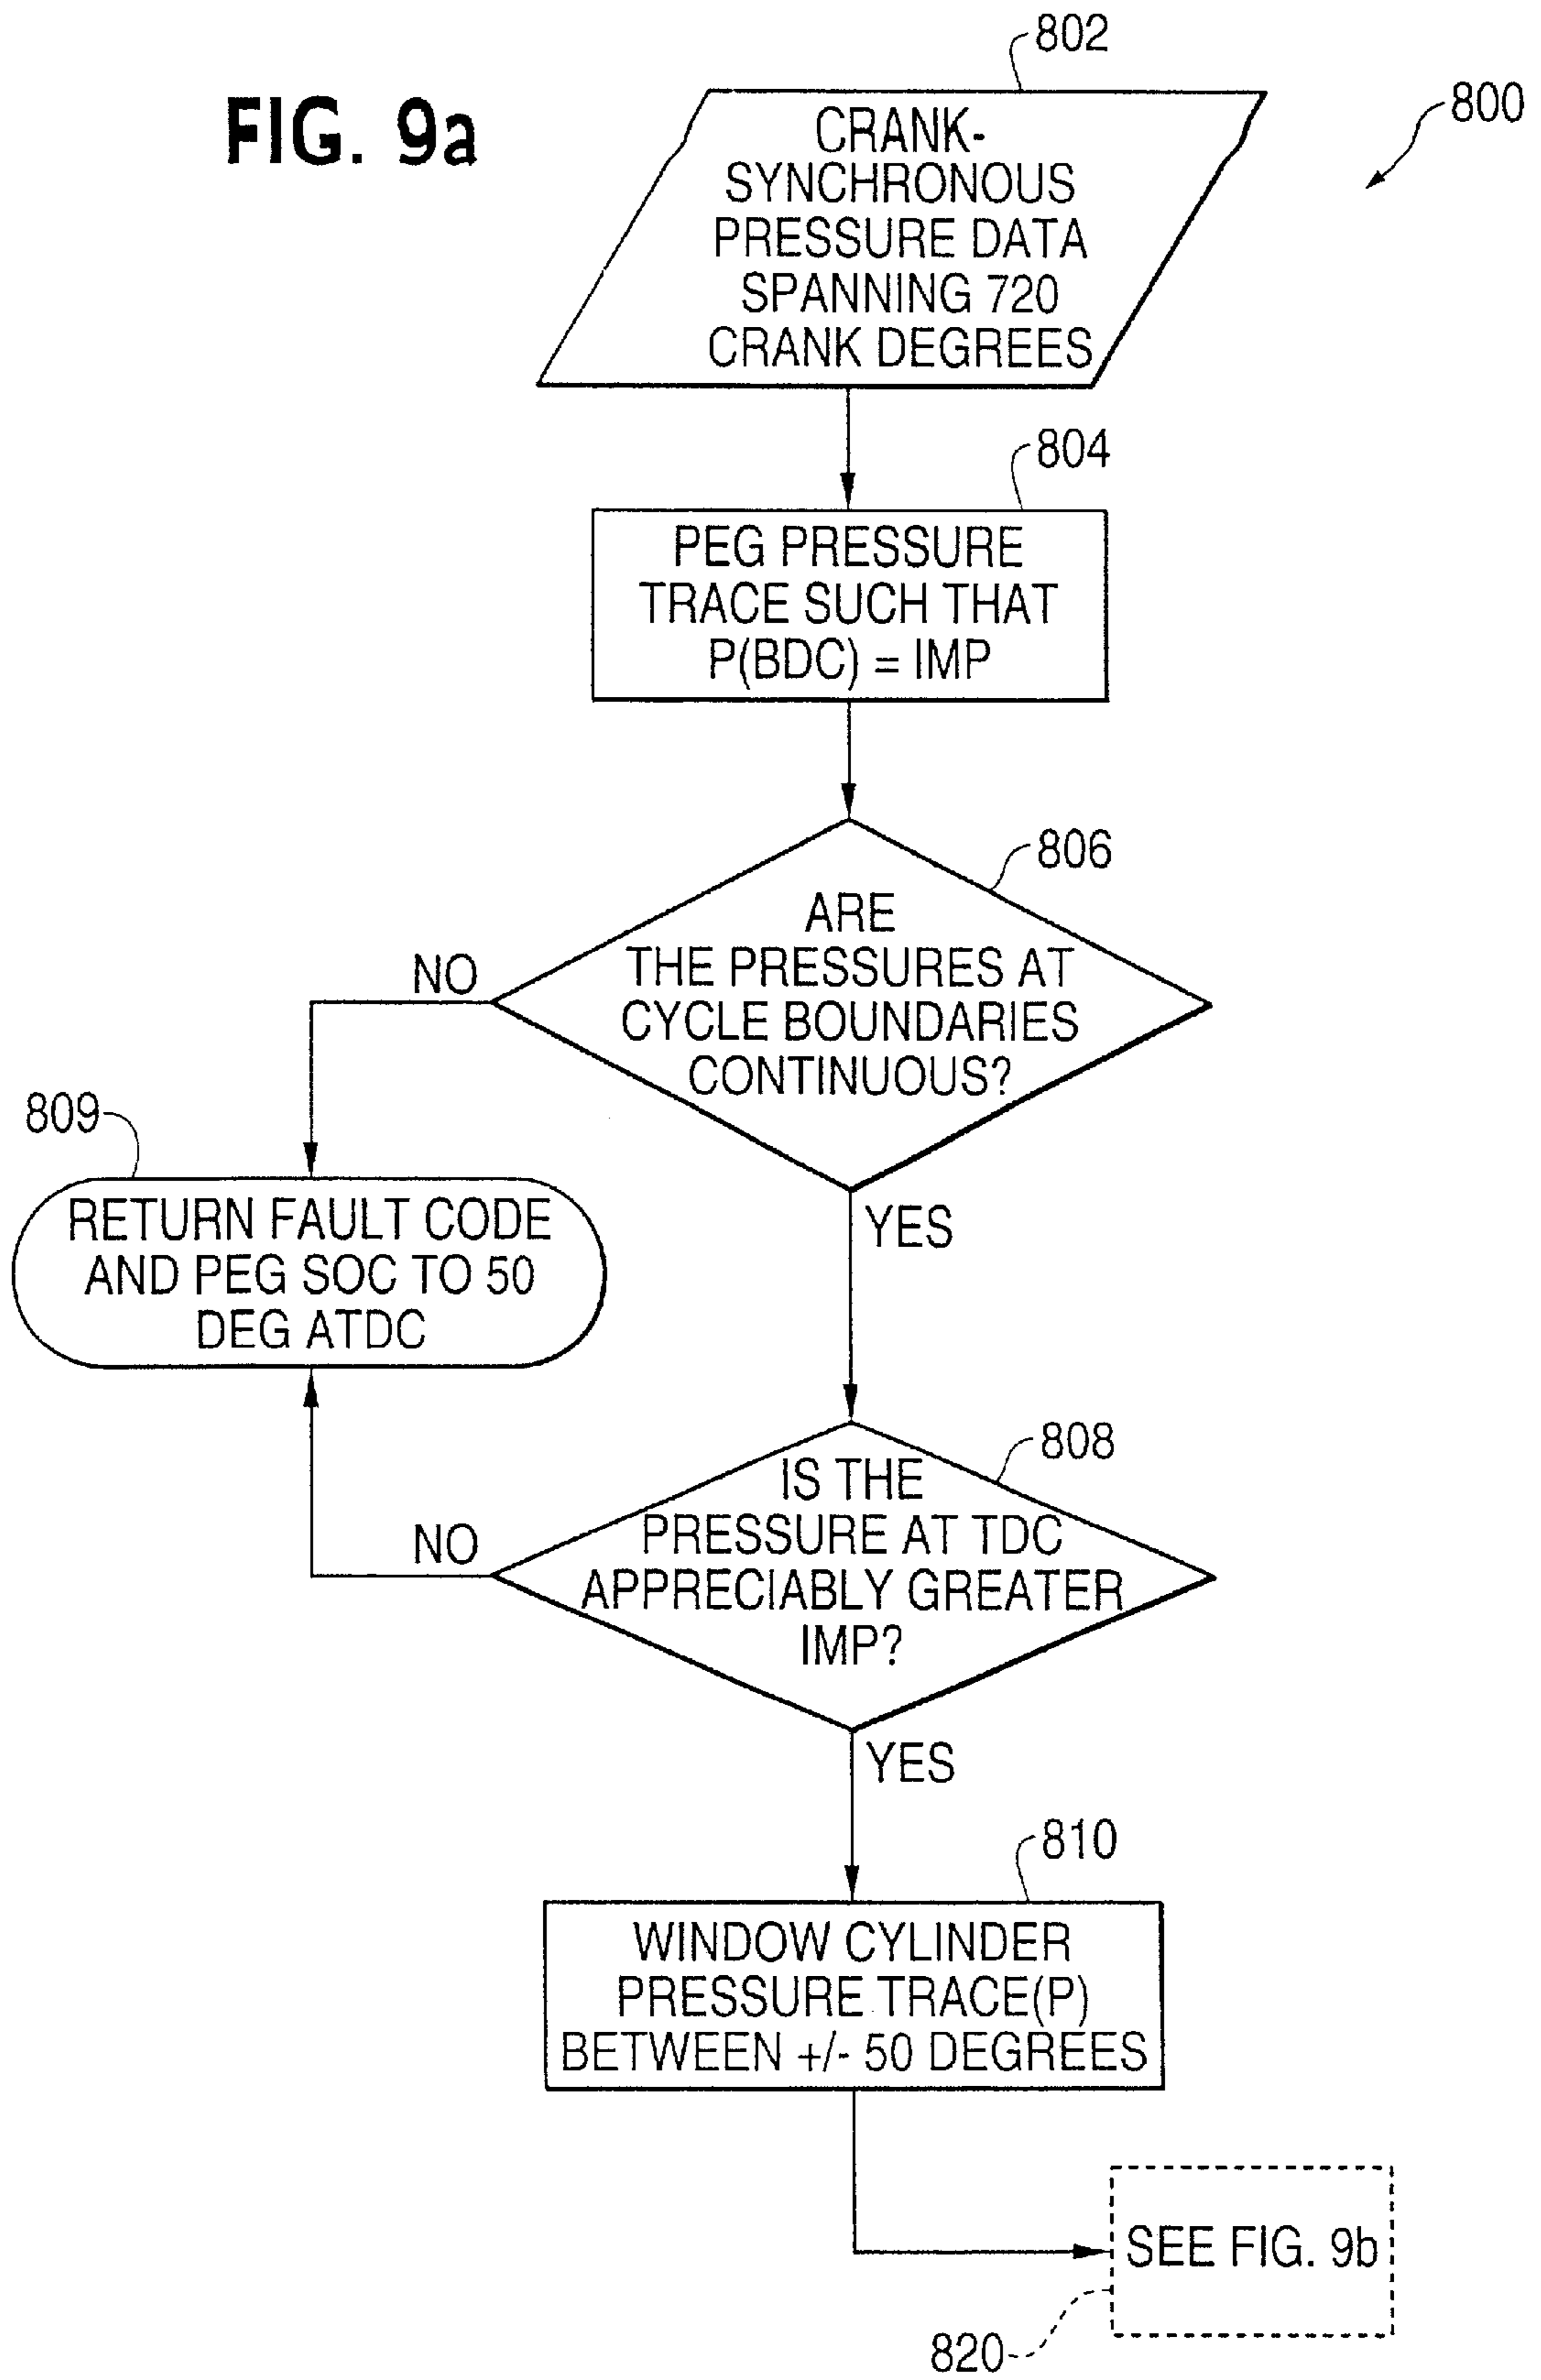 FIG. 9a
802
800
CRANK-
SYNCHRONOUS
PRESSURE DATA
SPANNING 720
CRANK DEGREES
804
PEG PRESSURE
TRACE SUCH THAT
P(BDC) = IMP
806
ARE
THE PRESSURES AT
CYCLE BOUNDARIES
CONTINUOUS?
NO
YES
809
RETURN FAULT CODE
AND PEG SOC TO 50
DEG ATDC
808
IS THE
PRESSURE AT TDC
APPRECIABLY GREATER
IMP?
NO
YES
810
WINDOW CYLINDER
PRESSURE TRACE(P)
BETWEEN +/- 50 DEGREES
SEE FIG. 9b
820